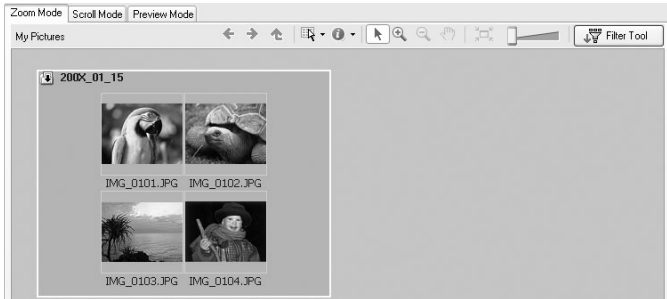 Zoom Mode Scroll Mode Preview Mode
My Pictures Filter Tool
200X_01_15
IMG_0101.JPG IMG_0102.JPG
IMG_0103.JPG IMG_0104.JPG